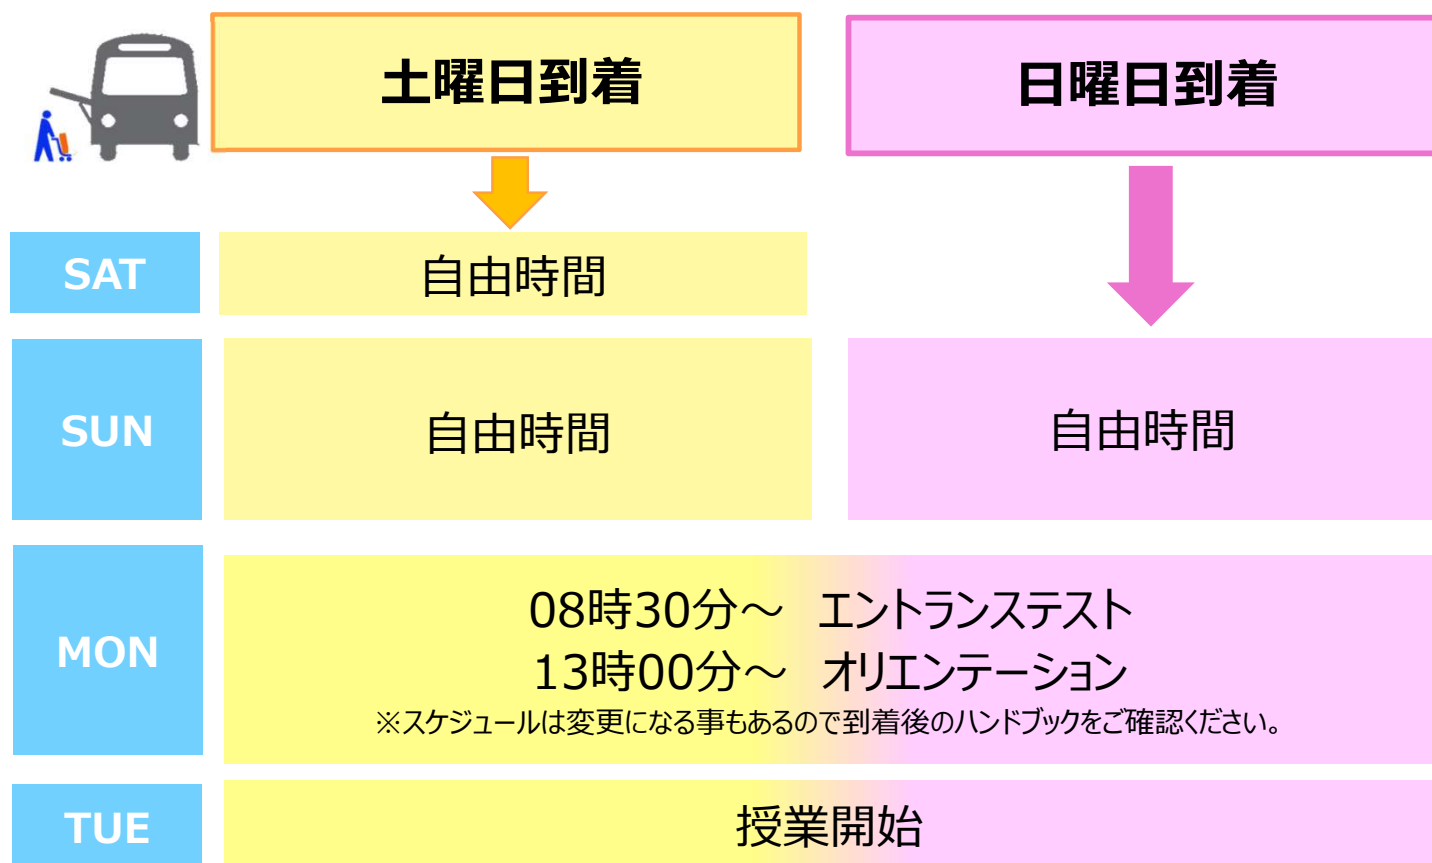 土曜日到着
日曜日到着
SAT
自由時間
SUN
自由時間
自由時間
MON
08時30分～ エントランステスト
13時00分～ オリエンテーション
※スケジュールは変更になる事もあるので到着後のハンドブックをご確認ください。
TUE
授業開始